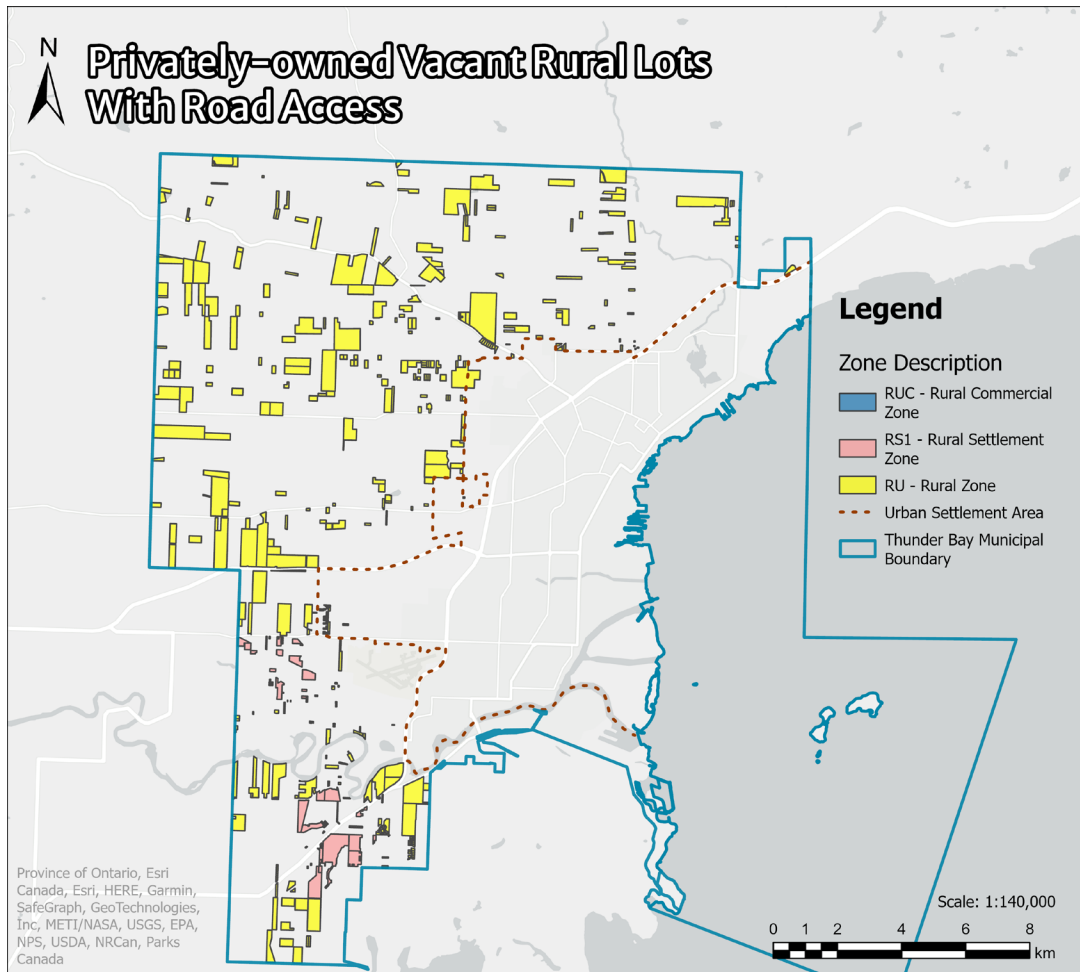 N
Privately-owned Vacant Rural Lots
With Road Access
Legend
Zone Description
RUC - Rural Commercial
Zone
RS1 - Rural Settlement
Zone
RU - Rural Zone
Urban Settlement Area
Thunder Bay Municipal
Boundary
Province of Ontario, Esri
Canada, Esri, HERE, Garmin,
SafeGraph, GeoTechnologies,
Inc, METI/NASA, USGS, EPA,
NPS, USDA, NRCan, Parks
Canada
Scale: 1:140,000
0 1 2 4 6 8
km